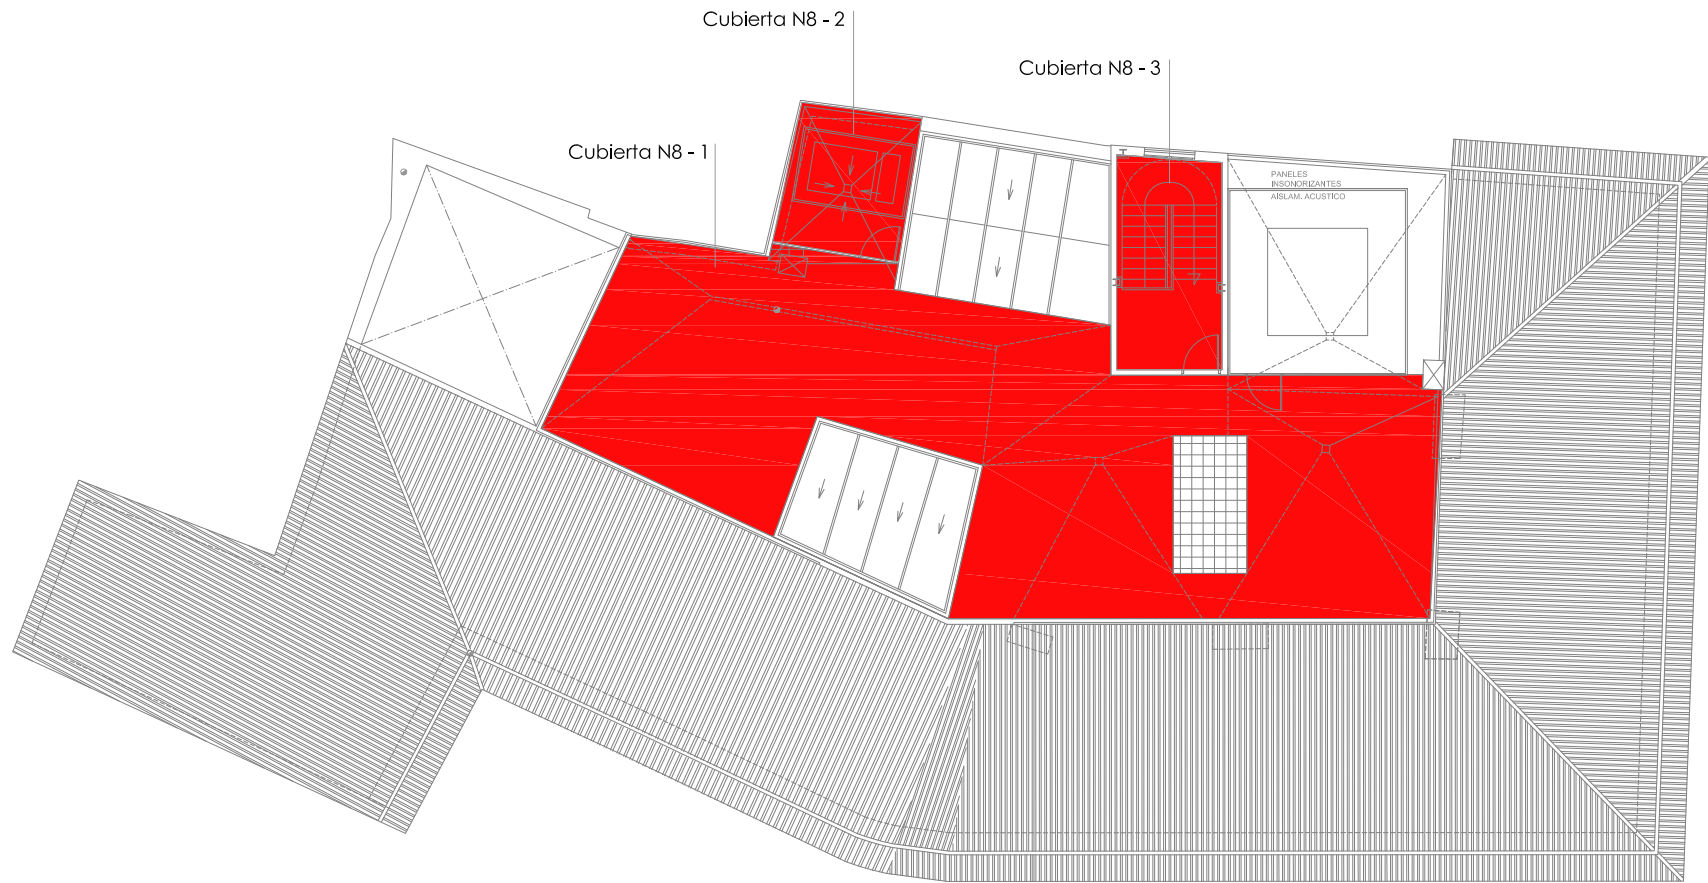 Cubierta N8 - 2
Cubierta N8 - 3
Cubierta N8 - 1
PANELES
INSONORIZANTES
AISLAM. ACUSTICO